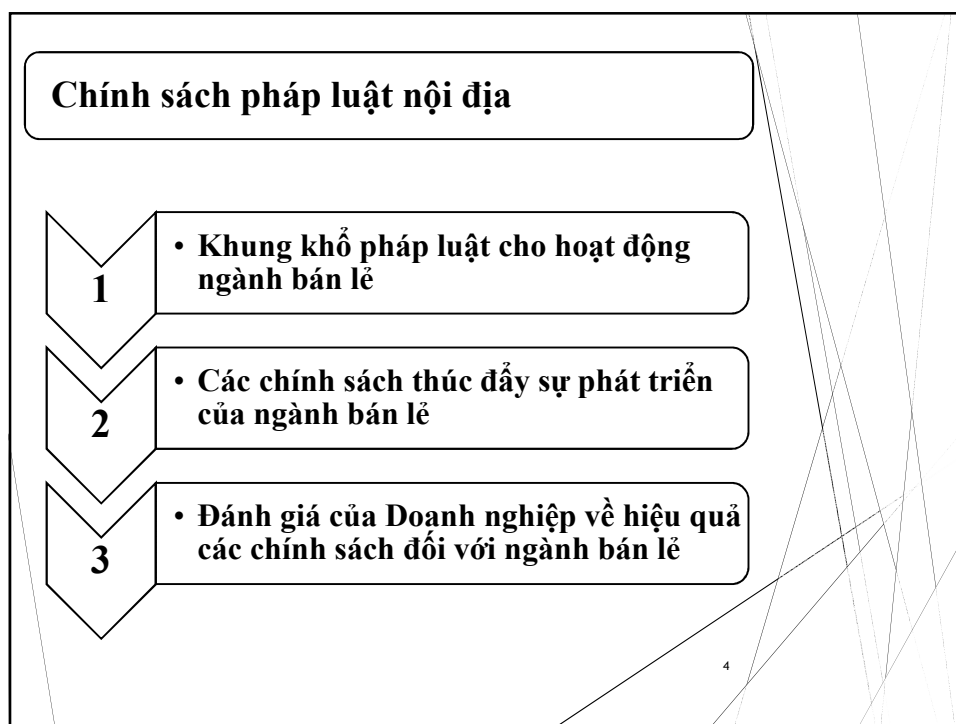 Chính sách pháp luật nội địa
1
• Khung khổ pháp luật cho hoạt động
ngành bán lẻ
2
• Các chính sách thúc đẩy sự phát triển
của ngành bán lẻ
3
• Đánh giá của Doanh nghiệp về hiệu quả
các chính sách đối với ngành bán lẻ
4